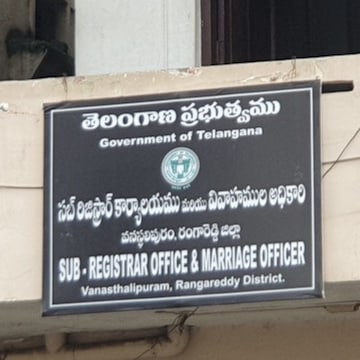 తెలంగాణ ప్రభుత్వము
Government of Telangana
సబ్ రిజిస్ట్రార్ కార్యాలయము మరియు వివాహముల అధికారి
వనస్థలిపురం, రంగారెడ్డి జిల్లా
SUB - REGISTRAR OFFICE & MARRIAGE OFFICER
Vanasthalipuram, Rangareddy District.